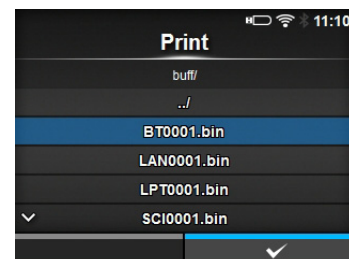 11:10
Print
buff/
../
BT0001.bin
LAN0001.bin
LPT0001.bin
SCI0001.bin